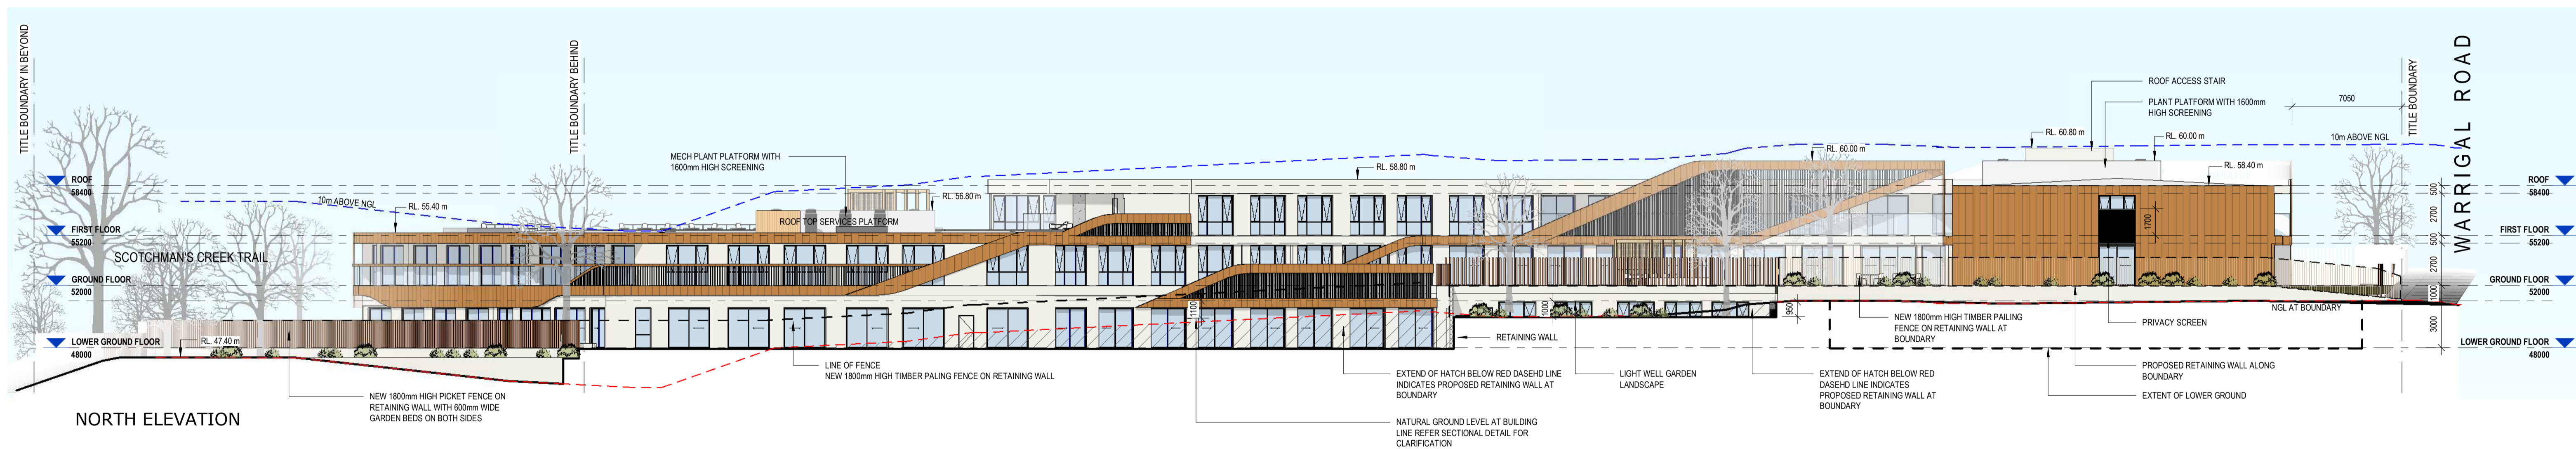 TITLE BOUNDARY IN BEYOND
TITLE BOUNDARY BEHIND
TITLE BOUNDARY
WARRIGAL ROAD
ROOF ACCESS STAIR
PLANT PLATFORM WITH 1600mm
HIGH SCREENING
7050
RL. 60.80 m
RL. 60.00 m
10m ABOVE NGL
RL. 60.00 m
MECH PLANT PLATFORM WITH
1600mm HIGH SCREENING
RL. 58.80 m
RL. 58.40 m
ROOF
58400
ROOF
58400
10m ABOVE NGL
RL. 55.40 m
RL. 56.80 m
ROOF TOP SERVICES PLATFORM
500
2700
1700
FIRST FLOOR
55200
FIRST FLOOR
55200
500
SCOTCHMAN'S CREEK TRAIL
2700
GROUND FLOOR
52000
GROUND FLOOR
52000
1000
1100
1000
950
NGL AT BOUNDARY
3000
NEW 1800mm HIGH TIMBER PAILING
FENCE ON RETAINING WALL AT
BOUNDARY
PRIVACY SCREEN
RL. 47.40 m
LOWER GROUND FLOOR
48000
LOWER GROUND FLOOR
48000
RETAINING WALL
LINE OF FENCE
NEW 1800mm HIGH TIMBER PALING FENCE ON RETAINING WALL
EXTEND OF HATCH BELOW RED DASEHD LINE
INDICATES PROPOSED RETAINING WALL AT
BOUNDARY
LIGHT WELL GARDEN
LANDSCAPE
EXTEND OF HATCH BELOW RED
DASEHD LINE INDICATES
PROPOSED RETAINING WALL AT
BOUNDARY
PROPOSED RETAINING WALL ALONG
BOUNDARY
EXTENT OF LOWER GROUND
NEW 1800mm HIGH PICKET FENCE ON
RETAINING WALL WITH 600mm WIDE
GARDEN BEDS ON BOTH SIDES
NATURAL GROUND LEVEL AT BUILDING
LINE REFER SECTIONAL DETAIL FOR
CLARIFICATION
NORTH ELEVATION